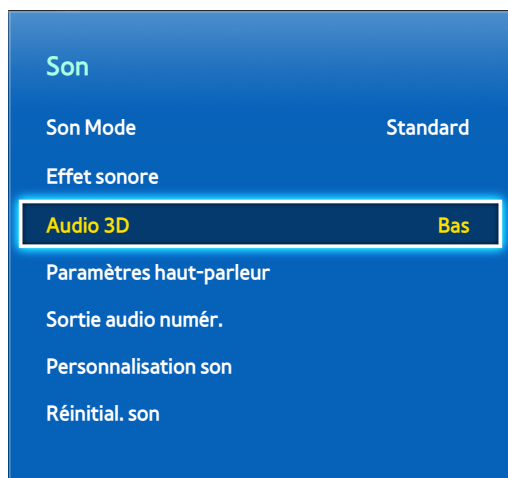 Son
Son Mode Standard
Effet sonore
Audio 3D Bas
Paramètres haut-parleur
Sortie audio numér.
Personnalisation son
Réinitial. son